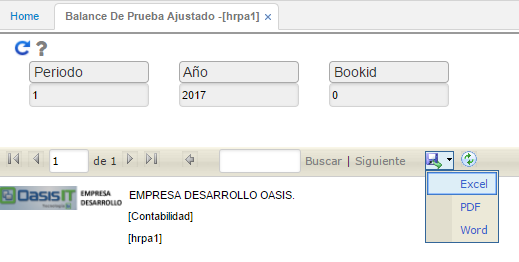 Home
Balance De Prueba Ajustado -[hrpa1] ×
?
Periodo Año Bookid
1 2017 0
1 de 1 Buscar | Siguiente
Excel
PDF
Word
OasisIT EMPRESA DESARROLLO
EMPRESA DESARROLLO OASIS.
[Contabilidad]
[hrpa1]